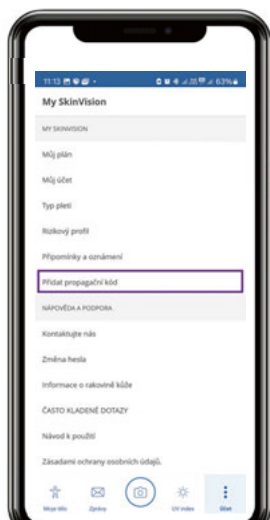 11:13
63%
My SkinVision
MY SKINVISION
Můj plán
Můj účet
Typ pleti
Rizikový profil
Připomínky a oznámení
Přidat propagační kód
NÁPOVĚDA A PODPORA
Kontaktujte nás
Změna hesla
Informace o rakovině kůže
ČASTO KLADENÉ DOTAZY
Návod k použití
Zásadami ochrany osobních údajů.
Moje tělo Zprávy UV index Účet